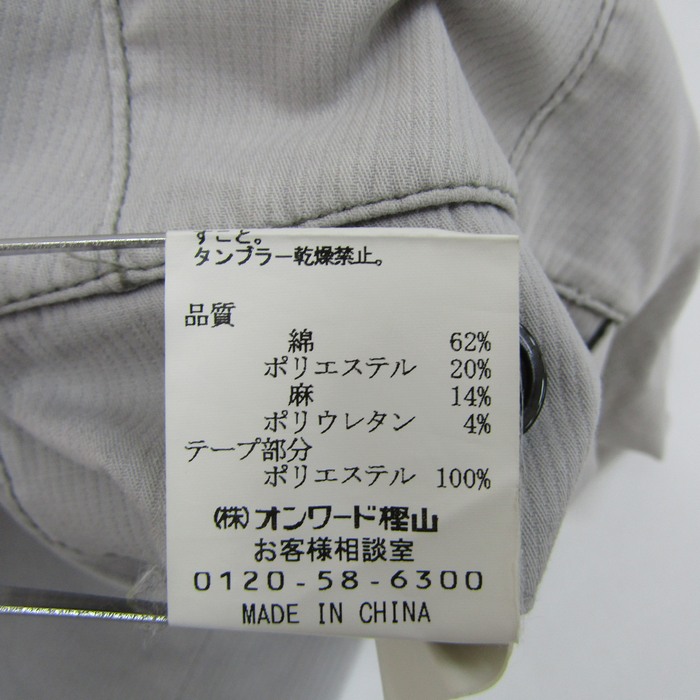 すこと。
タンブラー乾燥禁止。
品質
綿 62%
ポリエステル 20%
麻 14%
ポリウレタン 4%
テープ部分
ポリエステル 100%
(株)オンワード樫山
お客様相談室
0120-58-6300
MADE IN CHINA